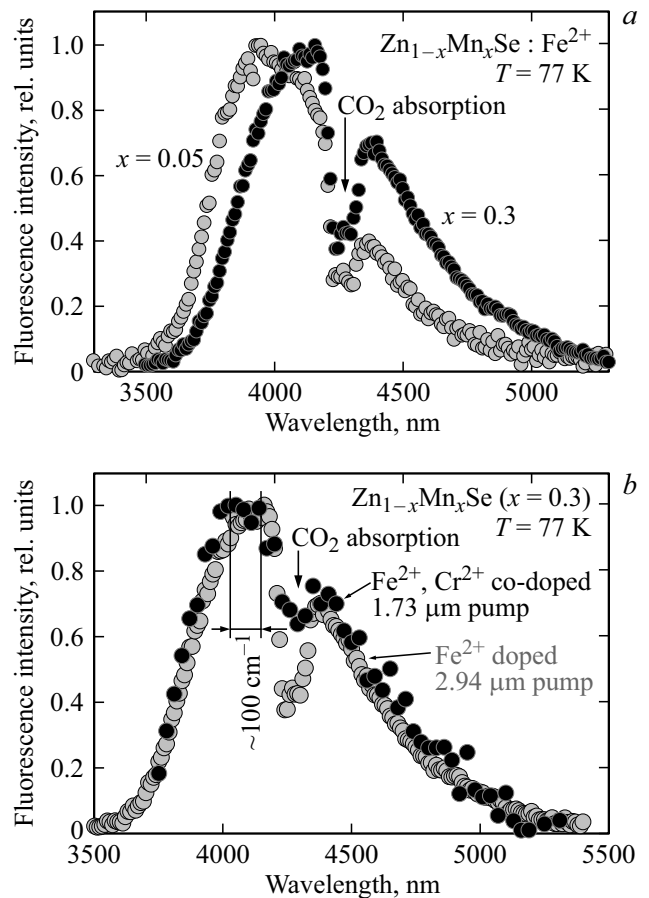 a
Zn1−xMnxSe : Fe2+
T = 77 K
CO2 absorption
x = 0.05
x = 0.3
1.0
0.8
0.6
0.4
0.2
0
3500
4000
4500
5000
Fluorescence intensity, rel. units
Wavelength, nm
b
Zn1−xMnxSe (x = 0.3)
T = 77 K
CO2 absorption
Fe2+, Cr2+ co-doped
1.73 μm pump
Fe2+ doped
2.94 μm pump
~100 cm−1
1.0
0.8
0.6
0.4
0.2
0
3500
4000
4500
5000
5500
Fluorescence intensity, rel. units
Wavelength, nm